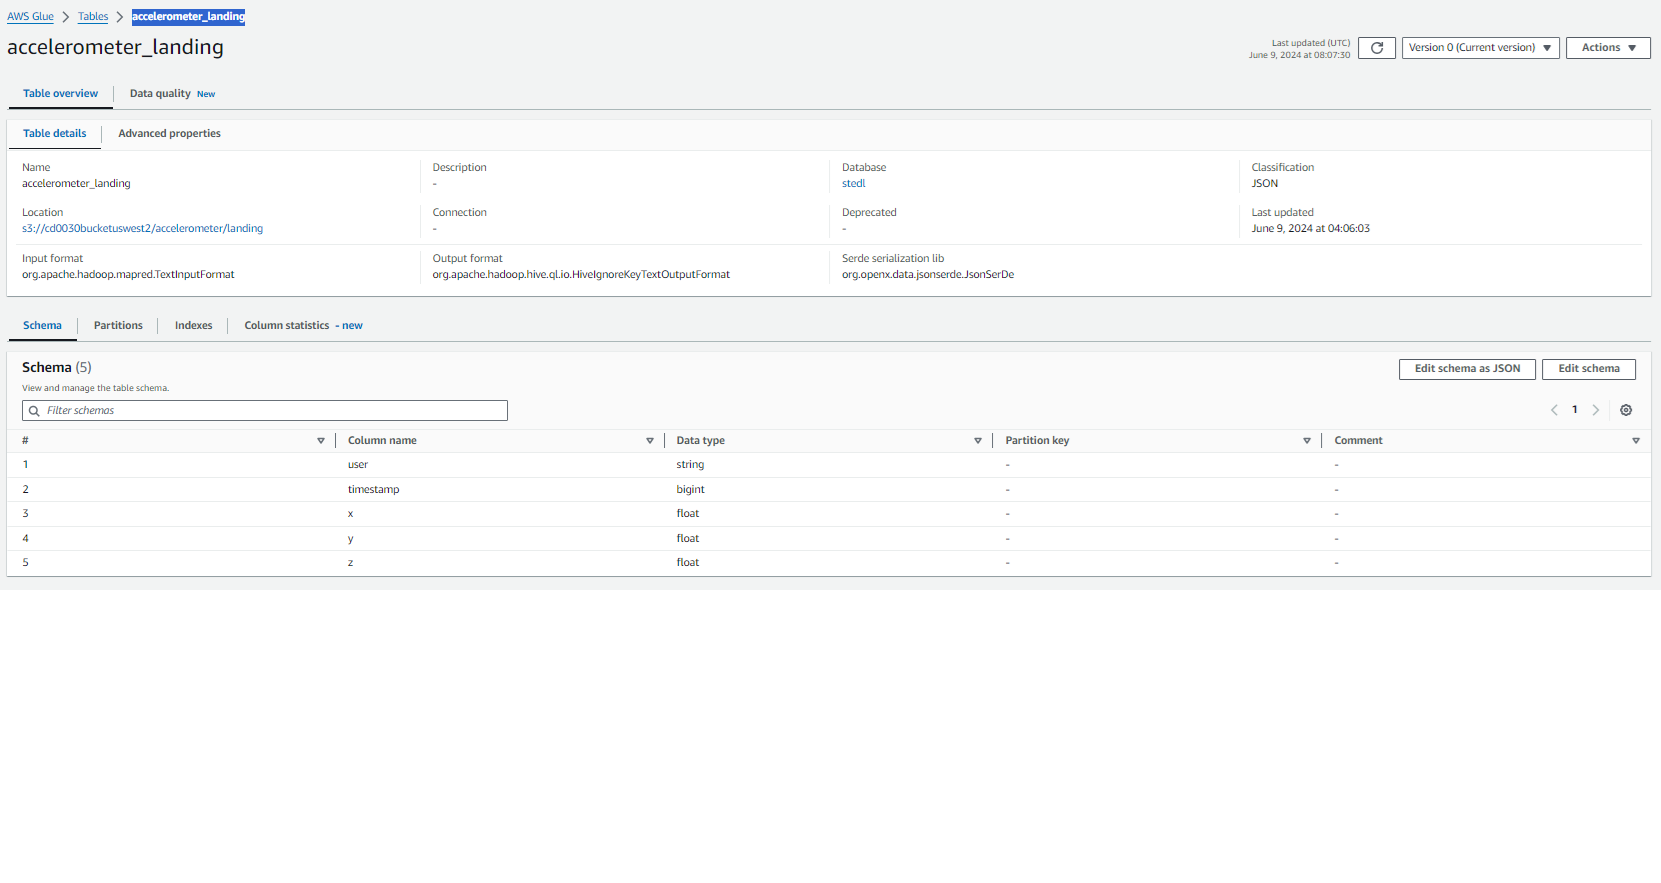 AWS Glue > Tables > accelerometer_landing
accelerometer_landing
Last updated (UTC)
June 9, 2024 at 08:07:30
Version 0 (Current version)
Actions
Table overview
Data quality New
Table details
Advanced properties
Name
accelerometer_landing
Description
-
Database
stedl
Classification
JSON
Location
s3://cd0030bucketuswest2/accelerometer/landing
Connection
-
Deprecated
-
Last updated
June 9, 2024 at 04:06:03
Input format
org.apache.hadoop.mapred.TextInputFormat
Output format
org.apache.hadoop.hive.ql.io.HiveIgnoreKeyTextOutputFormat
Serde serialization lib
org.openx.data.jsonserde.JsonSerDe
Schema
Partitions
Indexes
Column statistics - new
Schema (5)
View and manage the table schema.
Edit schema as JSON
Edit schema
Filter schemas
1
# Column name Data type Partition key Comment
1 user string - -
2 timestamp bigint - -
3 x float - -
4 y float - -
5 z float - -